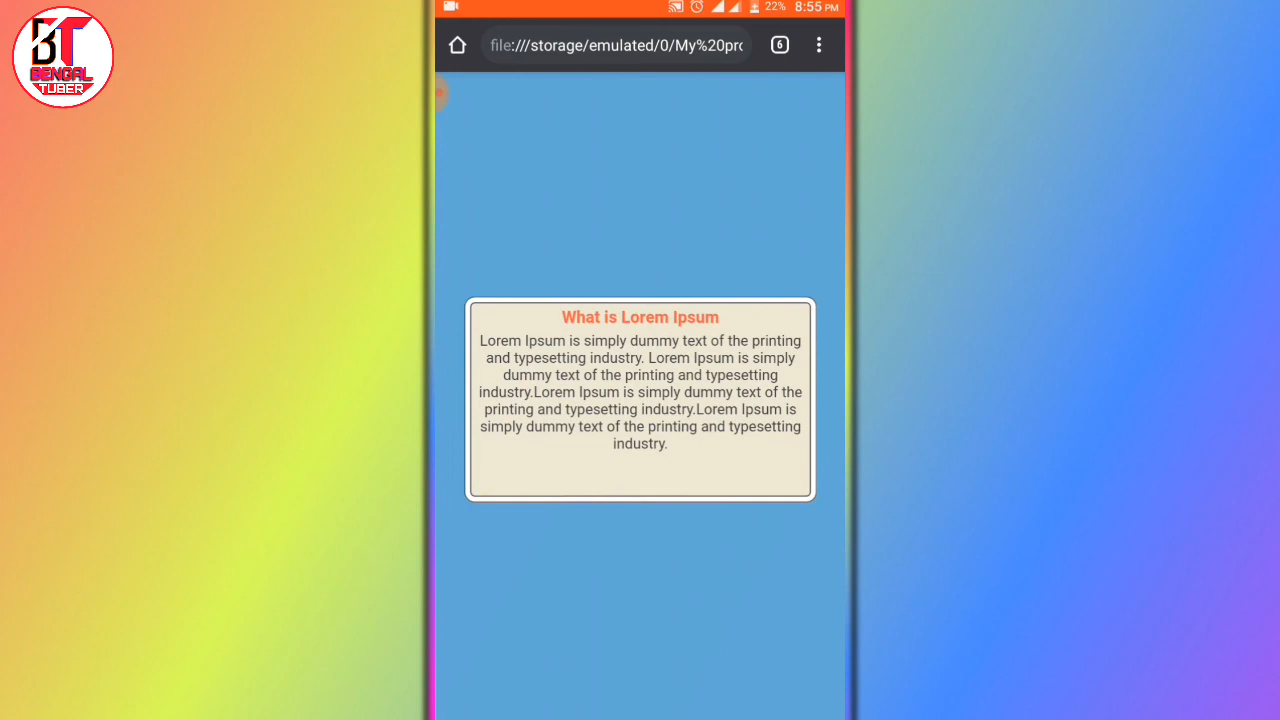 BT
BENGAL
TUBER
22% 8:55 PM
file:///storage/emulated/0/My%20pro
6
What is Lorem Ipsum
Lorem Ipsum is simply dummy text of the printing
and typesetting industry. Lorem Ipsum is simply
dummy text of the printing and typesetting
industry.Lorem Ipsum is simply dummy text of the
printing and typesetting industry.Lorem Ipsum is
simply dummy text of the printing and typesetting
industry.